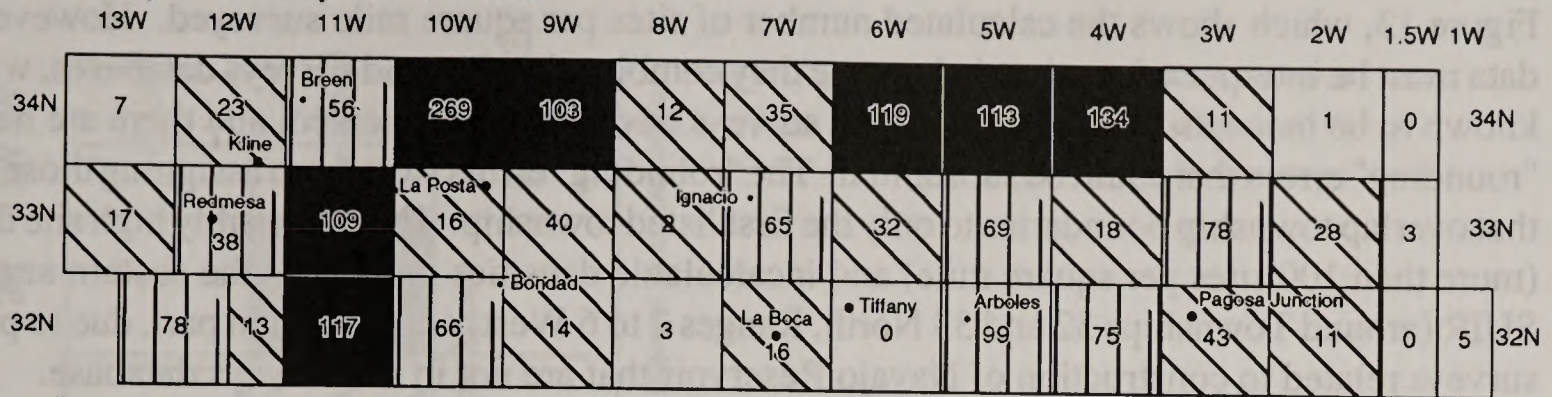 13W 12W 11W 10W 9W 8W 7W 6W 5W 4W 3W 2W 1.5W 1W
Breen
34N 7 23 56 269 103 12 35 119 113 134 11 1 0 34N
Kline
La Posta
Redmesa Ignacio
33N 17 38 109 16 40 2 65 32 69 18 78 28 3 33N
Bondad
Tiffany Arboles Pagosa Junction
La Boca
32N 78 13 117 66 14 3 16 0 99 75 43 11 0 5 32N